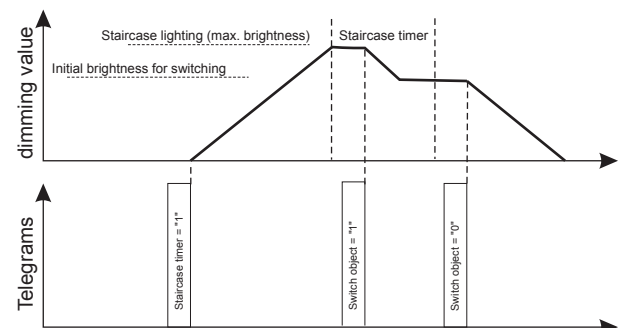 Staircase lighting (max. brightness)
Staircase timer
Initial brightness for switching
dimming value
Telegrams
Staircase timer = "1"
Switch object = "1"
Switch object = "0"